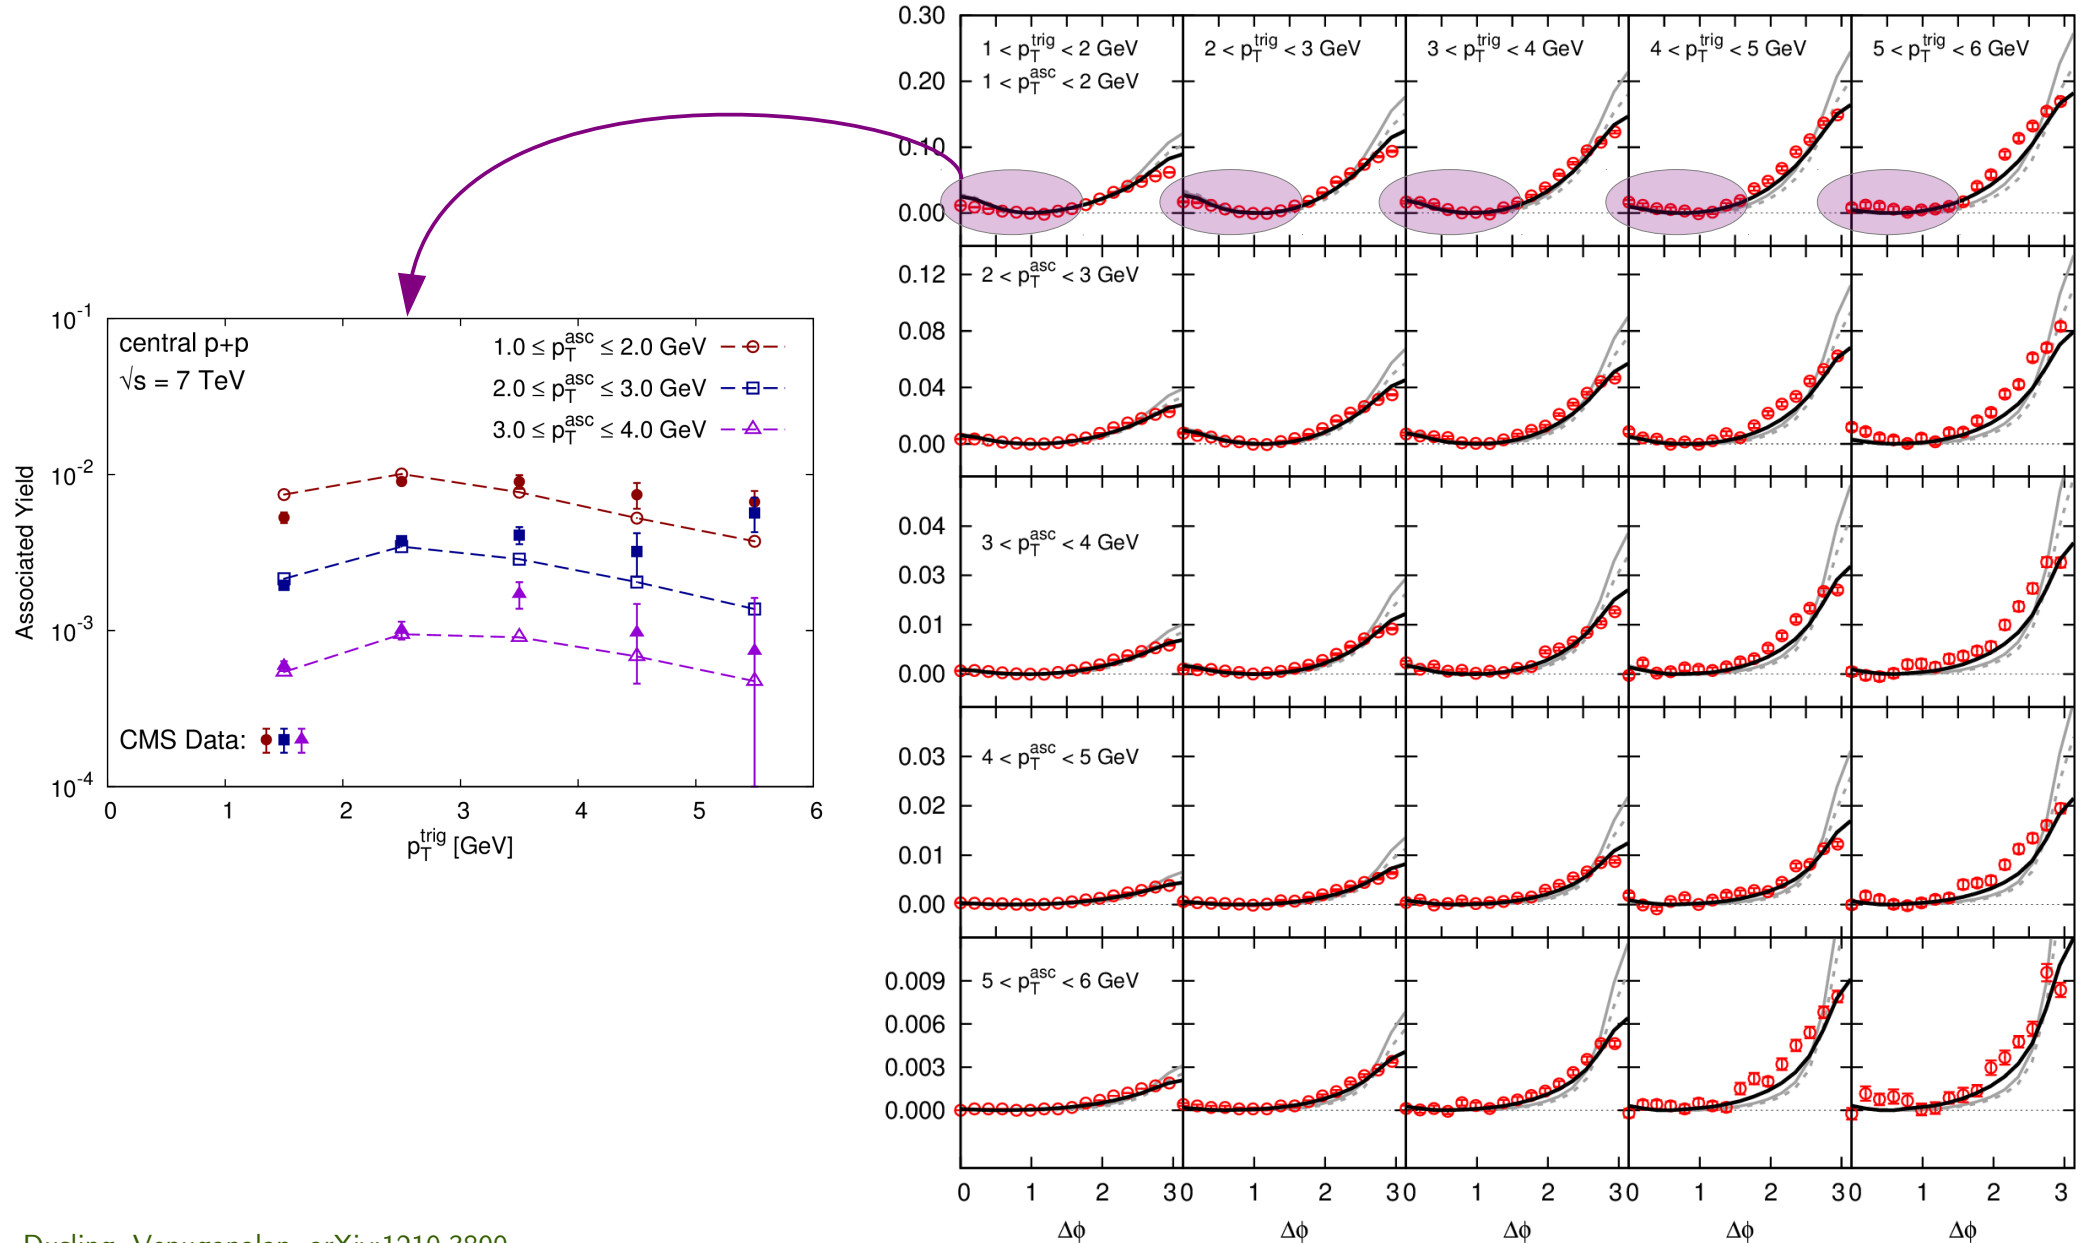 central p+p
√s = 7 TeV
1.0 ≤ p_T^asc ≤ 2.0 GeV
2.0 ≤ p_T^asc ≤ 3.0 GeV
3.0 ≤ p_T^asc ≤ 4.0 GeV
CMS Data:
Associated Yield
10^-1
10^-2
10^-3
10^-4
0 1 2 3 4 5 6
p_T^trig [GeV]
1 < p_T^trig < 2 GeV
1 < p_T^asc < 2 GeV
2 < p_T^trig < 3 GeV
3 < p_T^trig < 4 GeV
4 < p_T^trig < 5 GeV
5 < p_T^trig < 6 GeV
0.30
0.20
0.10
0.00
2 < p_T^asc < 3 GeV
0.12
0.08
0.04
0.00
3 < p_T^asc < 4 GeV
0.04
0.03
0.01
0.00
4 < p_T^asc < 5 GeV
0.03
0.02
0.01
0.00
5 < p_T^asc < 6 GeV
0.009
0.006
0.003
0.000
0 1 2 3 0 1 2 3 0 1 2 3 0 1 2 3 0 1 2 3
Δϕ Δϕ Δϕ Δϕ Δϕ